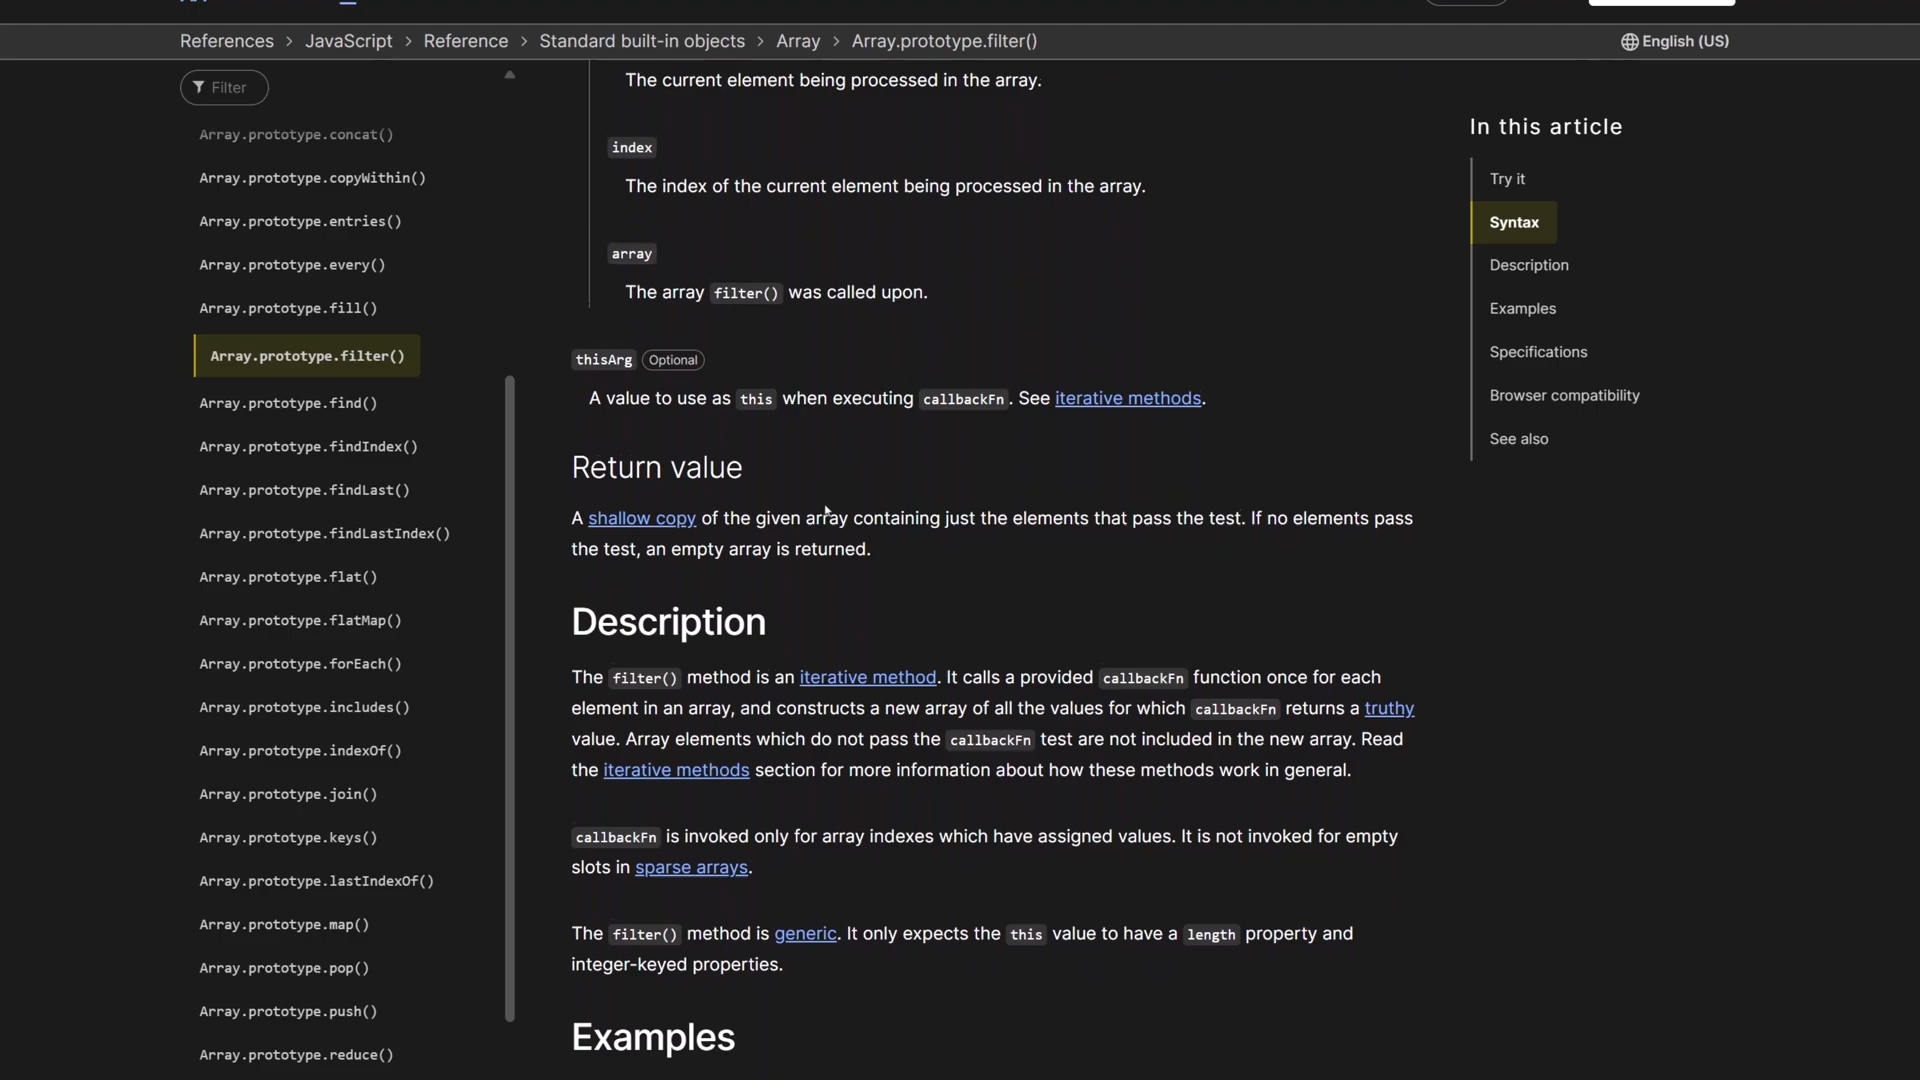 References > JavaScript > Reference > Standard built-in objects > Array > Array.prototype.filter()
English (US)
Filter
Array.prototype.concat()
Array.prototype.copyWithin()
Array.prototype.entries()
Array.prototype.every()
Array.prototype.fill()
Array.prototype.filter()
Array.prototype.find()
Array.prototype.findIndex()
Array.prototype.findLast()
Array.prototype.findLastIndex()
Array.prototype.flat()
Array.prototype.flatMap()
Array.prototype.forEach()
Array.prototype.includes()
Array.prototype.indexOf()
Array.prototype.join()
Array.prototype.keys()
Array.prototype.lastIndexOf()
Array.prototype.map()
Array.prototype.pop()
Array.prototype.push()
Array.prototype.reduce()
The current element being processed in the array.
index
The index of the current element being processed in the array.
array
The array filter() was called upon.
thisArg Optional
A value to use as this when executing callbackFn. See iterative methods.
Return value
A shallow copy of the given array containing just the elements that pass the test. If no elements pass
the test, an empty array is returned.
Description
The filter() method is an iterative method. It calls a provided callbackFn function once for each
element in an array, and constructs a new array of all the values for which callbackFn returns a truthy
value. Array elements which do not pass the callbackFn test are not included in the new array. Read
the iterative methods section for more information about how these methods work in general.
callbackFn is invoked only for array indexes which have assigned values. It is not invoked for empty
slots in sparse arrays.
The filter() method is generic. It only expects the this value to have a length property and
integer-keyed properties.
Examples
In this article
Try it
Syntax
Description
Examples
Specifications
Browser compatibility
See also